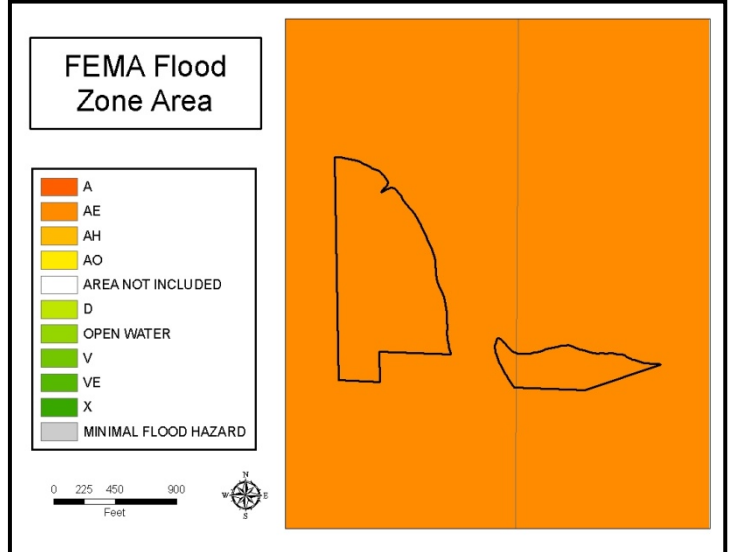 FEMA Flood
Zone Area
A
AE
AH
AO
AREA NOT INCLUDED
D
OPEN WATER
V
VE
X
MINIMAL FLOOD HAZARD
0 225 450 900
Feet
N
W E
S